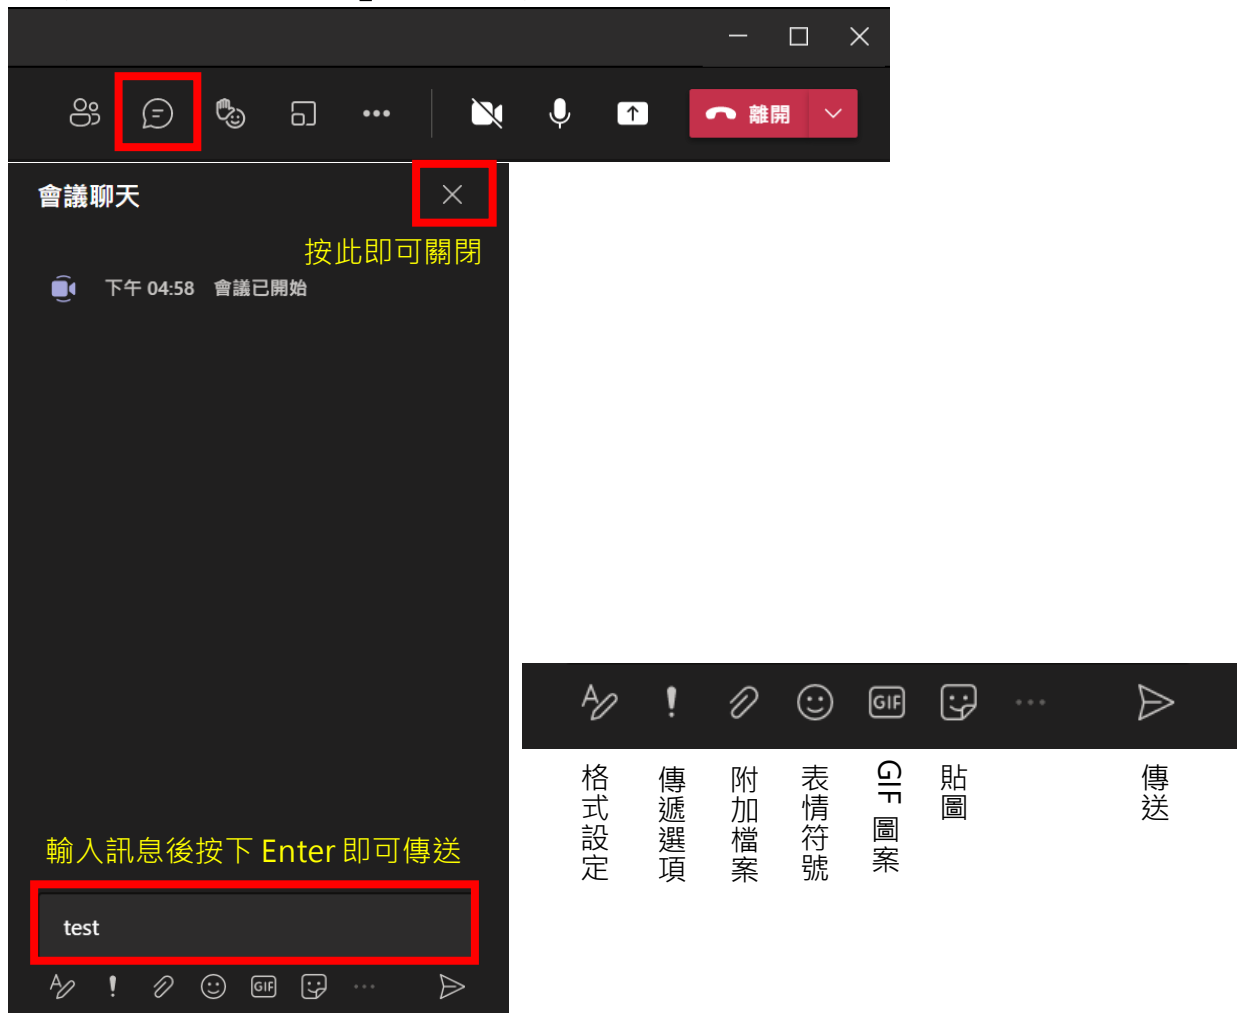 離開
會議聊天
按此即可關閉
下午 04:58 會議已開始
輸入訊息後按下 Enter 即可傳送
test
GIF
GIF
格式設定
傳遞選項
附加檔案
表情符號
GIF 圖案
貼圖
傳送